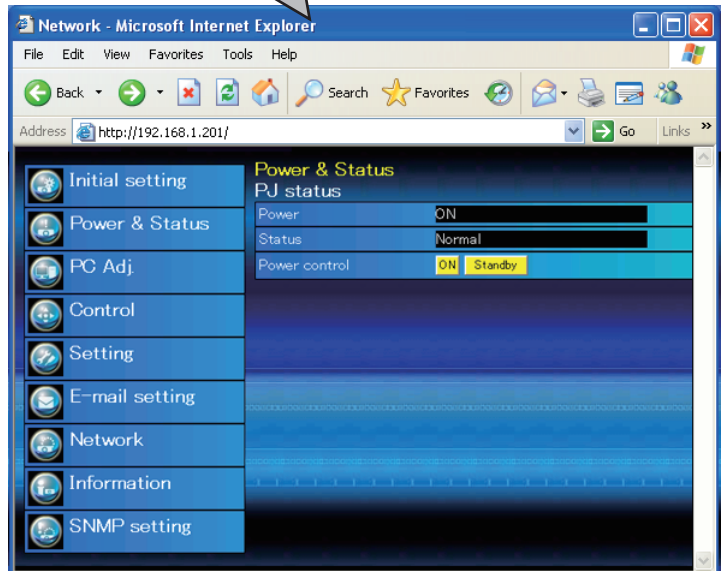 Network - Microsoft Internet Explorer
File Edit View Favorites Tools Help
Back Search Favorites
Address http://192.168.1.201/ Go Links »
Initial setting
Power & Status
PC Adj.
Control
Setting
E-mail setting
Network
Information
SNMP setting
Power & Status
PJ status
Power ON
Status Normal
Power control ON Standby